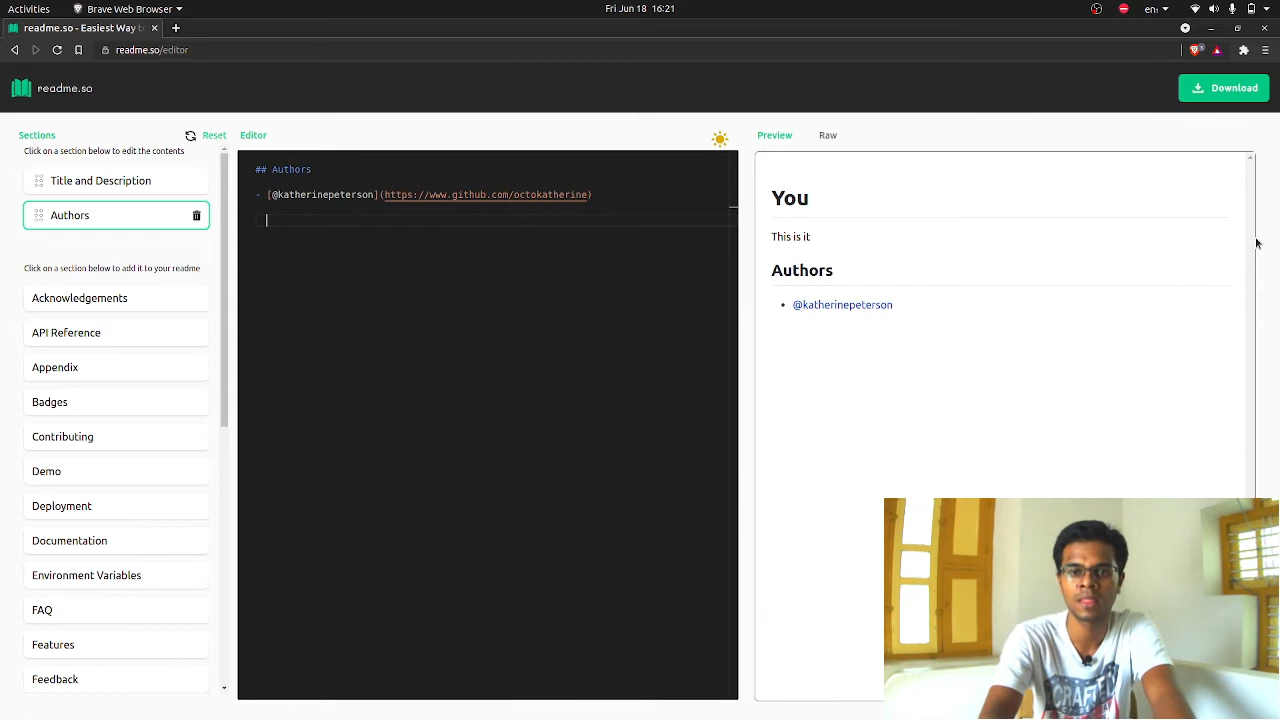 Activities Brave Web Browser Fri Jun 18 16:21 en
readme.so - Easiest Way to
readme.so/editor
readme.so Download
Sections Reset Editor Preview Raw
Click on a section below to edit the contents
Title and Description
Authors
Click on a section below to add it to your readme
Acknowledgements
API Reference
Appendix
Badges
Contributing
Demo
Deployment
Documentation
Environment Variables
FAQ
Features
Feedback
## Authors
- [@katherinepeterson](https://www.github.com/octokatherine)
You
This is it
Authors
• @katherinepeterson
CRAFTED